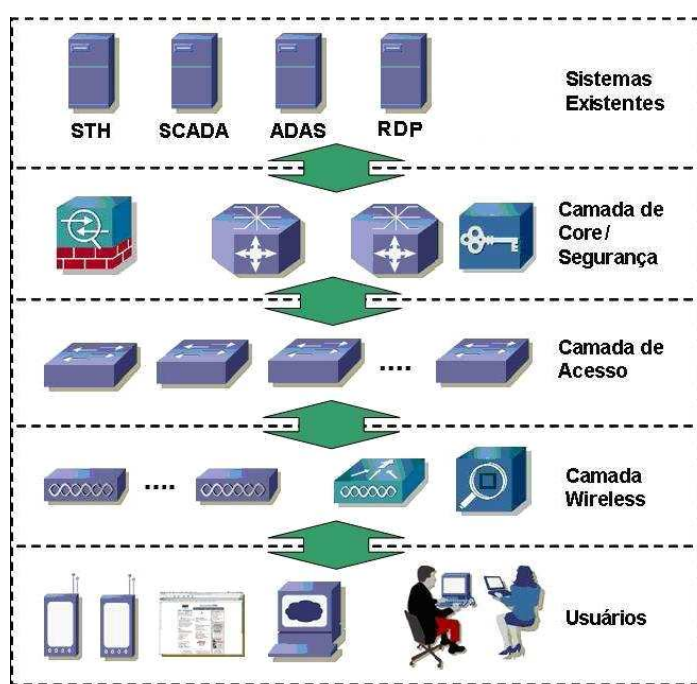 Sistemas
Existentes
STH SCADA ADAS RDP
Camada de
Core/
Segurança
Camada de
Acesso
....
....
Camada
Wireless
Usuários